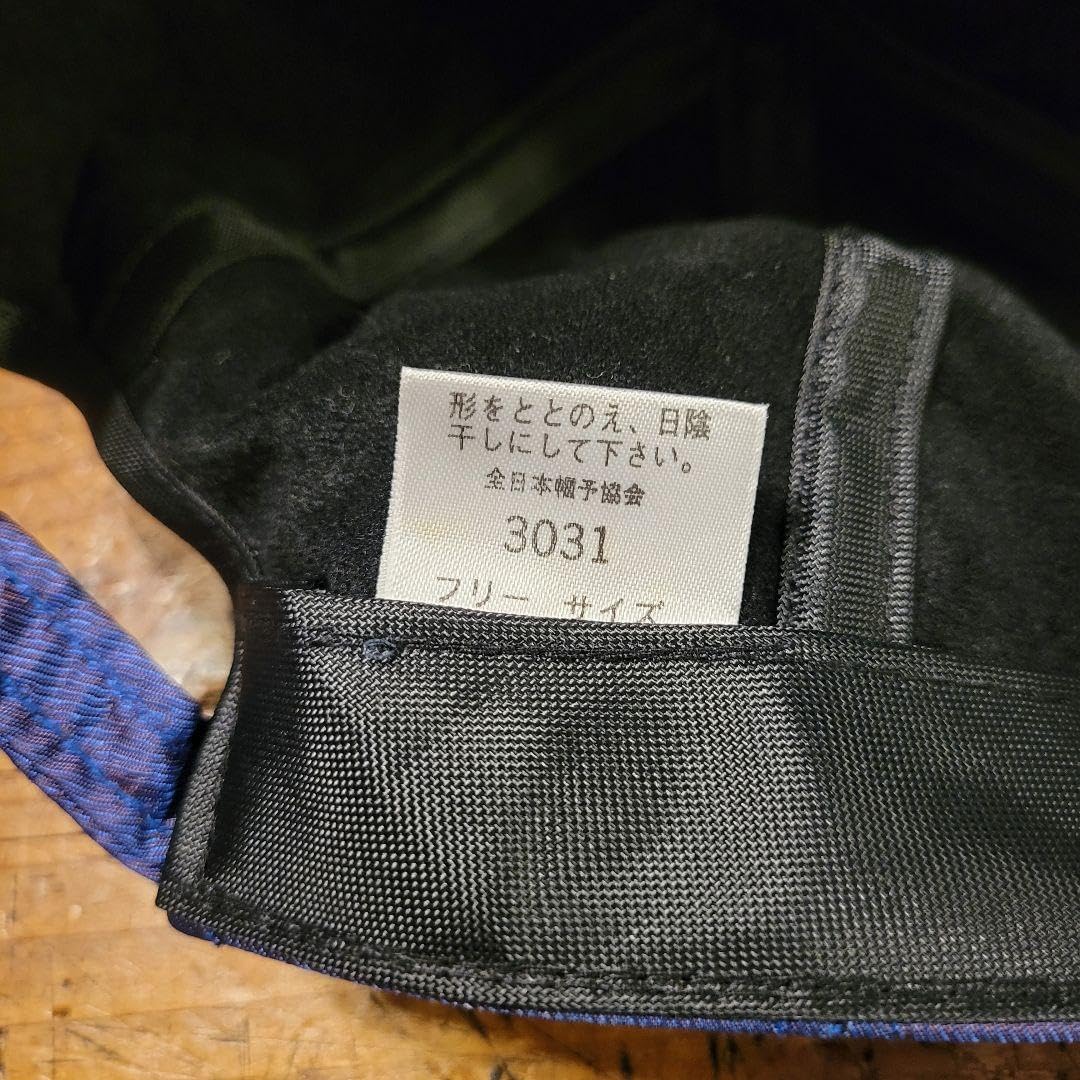 形をととのえ、日陰
干しにして下さい。
全日本帽子協会
3031
フリー サイズ